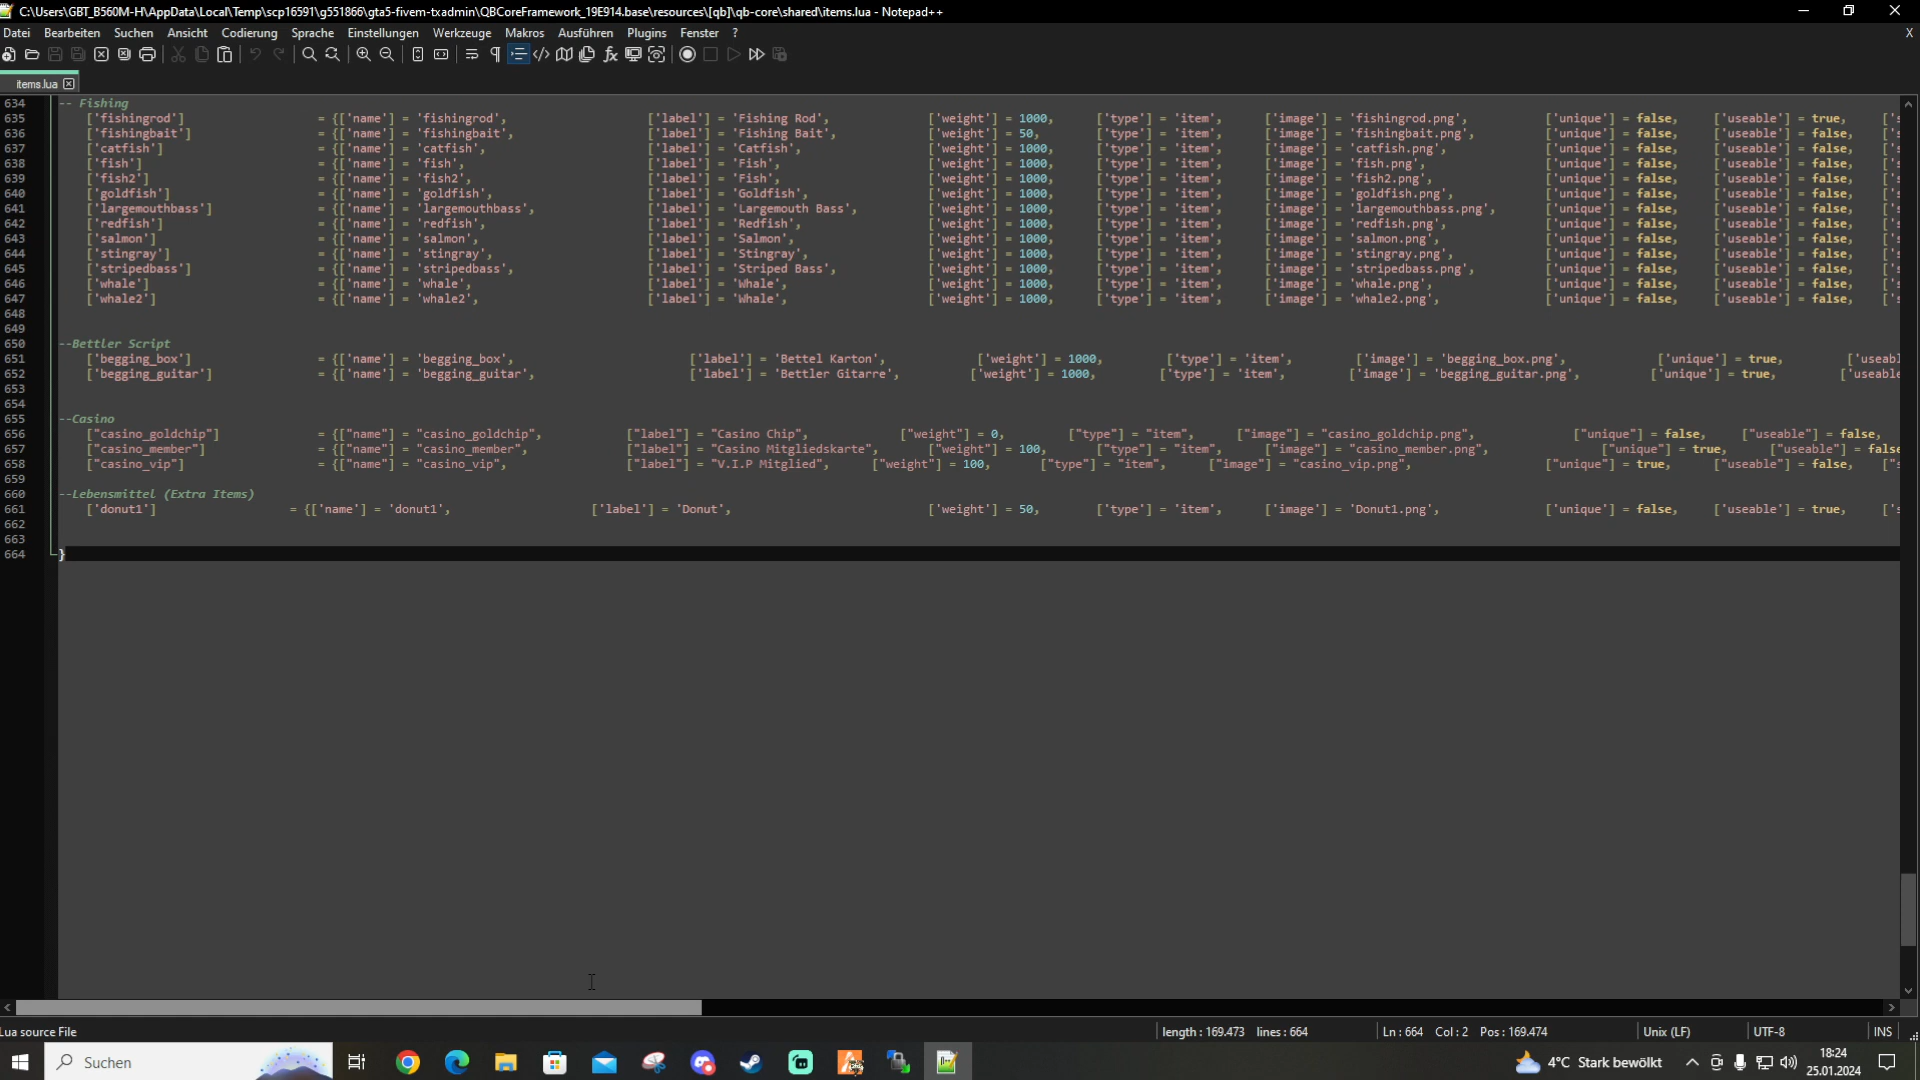 C:\Users\GBT_B560M-H\AppData\Local\Temp\scp16591\g551866\gta5-fivem-txadmin\QBCoreFramework_19E914.base\resources\[qb]\qb-core\shared\items.lua - Notepad++
Datei Bearbeiten Suchen Ansicht Codierung Sprache Einstellungen Werkzeuge Makros Ausführen Plugins Fenster ? X
items.lua
634 -- Fishing
635 ['fishingrod'] = {['name'] = 'fishingrod', ['label'] = 'Fishing Rod', ['weight'] = 1000, ['type'] = 'item', ['image'] = 'fishingrod.png', ['unique'] = false, ['useable'] = true, ['s
636 ['fishingbait'] = {['name'] = 'fishingbait', ['label'] = 'Fishing Bait', ['weight'] = 50, ['type'] = 'item', ['image'] = 'fishingbait.png', ['unique'] = false, ['useable'] = false, ['s
637 ['catfish'] = {['name'] = 'catfish', ['label'] = 'Catfish', ['weight'] = 1000, ['type'] = 'item', ['image'] = 'catfish.png', ['unique'] = false, ['useable'] = false, ['s
638 ['fish'] = {['name'] = 'fish', ['label'] = 'Fish', ['weight'] = 1000, ['type'] = 'item', ['image'] = 'fish.png', ['unique'] = false, ['useable'] = false, ['s
639 ['fish2'] = {['name'] = 'fish2', ['label'] = 'Fish', ['weight'] = 1000, ['type'] = 'item', ['image'] = 'fish2.png', ['unique'] = false, ['useable'] = false, ['s
640 ['goldfish'] = {['name'] = 'goldfish', ['label'] = 'Goldfish', ['weight'] = 1000, ['type'] = 'item', ['image'] = 'goldfish.png', ['unique'] = false, ['useable'] = false, ['s
641 ['largemouthbass'] = {['name'] = 'largemouthbass', ['label'] = 'Largemouth Bass', ['weight'] = 1000, ['type'] = 'item', ['image'] = 'largemouthbass.png', ['unique'] = false, ['useable'] = false, ['s
642 ['redfish'] = {['name'] = 'redfish', ['label'] = 'Redfish', ['weight'] = 1000, ['type'] = 'item', ['image'] = 'redfish.png', ['unique'] = false, ['useable'] = false, ['s
643 ['salmon'] = {['name'] = 'salmon', ['label'] = 'Salmon', ['weight'] = 1000, ['type'] = 'item', ['image'] = 'salmon.png', ['unique'] = false, ['useable'] = false, ['s
644 ['stingray'] = {['name'] = 'stingray', ['label'] = 'Stingray', ['weight'] = 1000, ['type'] = 'item', ['image'] = 'stingray.png', ['unique'] = false, ['useable'] = false, ['s
645 ['stripedbass'] = {['name'] = 'stripedbass', ['label'] = 'Striped Bass', ['weight'] = 1000, ['type'] = 'item', ['image'] = 'stripedbass.png', ['unique'] = false, ['useable'] = false, ['s
646 ['whale'] = {['name'] = 'whale', ['label'] = 'Whale', ['weight'] = 1000, ['type'] = 'item', ['image'] = 'whale.png', ['unique'] = false, ['useable'] = false, ['s
647 ['whale2'] = {['name'] = 'whale2', ['label'] = 'Whale', ['weight'] = 1000, ['type'] = 'item', ['image'] = 'whale2.png', ['unique'] = false, ['useable'] = false, ['s
648
649
650 --Bettler Script
651 ['begging_box'] = {['name'] = 'begging_box', ['label'] = 'Bettel Karton', ['weight'] = 1000, ['type'] = 'item', ['image'] = 'begging_box.png', ['unique'] = true, ['useabl
652 ['begging_guitar'] = {['name'] = 'begging_guitar', ['label'] = 'Bettler Gitarre', ['weight'] = 1000, ['type'] = 'item', ['image'] = 'begging_guitar.png', ['unique'] = true, ['useable
653
654
655 --Casino
656 ["casino_goldchip"] = {["name"] = "casino_goldchip", ["label"] = "Casino Chip", ["weight"] = 0, ["type"] = "item", ["image"] = "casino_goldchip.png", ["unique"] = false, ["useable"] = false,
657 ["casino_member"] = {["name"] = "casino_member", ["label"] = "Casino Mitgliedskarte", ["weight"] = 100, ["type"] = "item", ["image"] = "casino_member.png", ["unique"] = true, ["useable"] = false
658 ["casino_vip"] = {["name"] = "casino_vip", ["label"] = "V.I.P Mitglied", ["weight"] = 100, ["type"] = "item", ["image"] = "casino_vip.png", ["unique"] = true, ["useable"] = false, ["s
659
660 --Lebensmittel (Extra Items)
661 ['donut1'] = {['name'] = 'donut1', ['label'] = 'Donut', ['weight'] = 50, ['type'] = 'item', ['image'] = 'Donut1.png', ['unique'] = false, ['useable'] = true, ['s
662
663
664 }
Lua source File length : 169.473 lines : 664 Ln : 664 Col : 2 Pos : 169.474 Unix (LF) UTF-8 INS
Suchen 4°C Stark bewölkt 18:24
25.01.2024